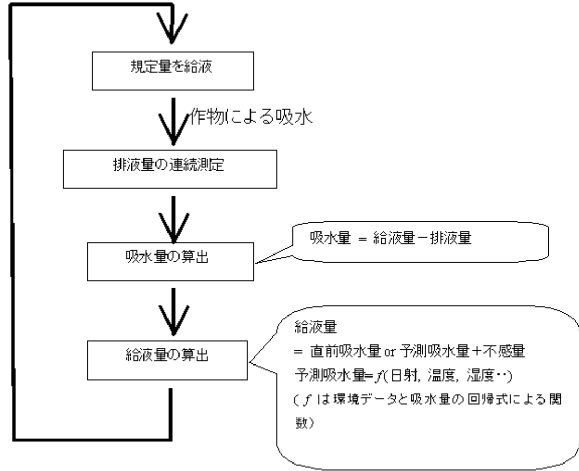 規定量を給液
作物による吸水
排液量の連続測定
吸水量の算出
吸水量 = 給液量－排液量
給液量の算出
給液量
= 直前吸水量 or 予測吸水量＋不感量
予測吸水量=f(日射, 温度, 湿度‥)
( f は環境データと吸水量の回帰式による関
数)